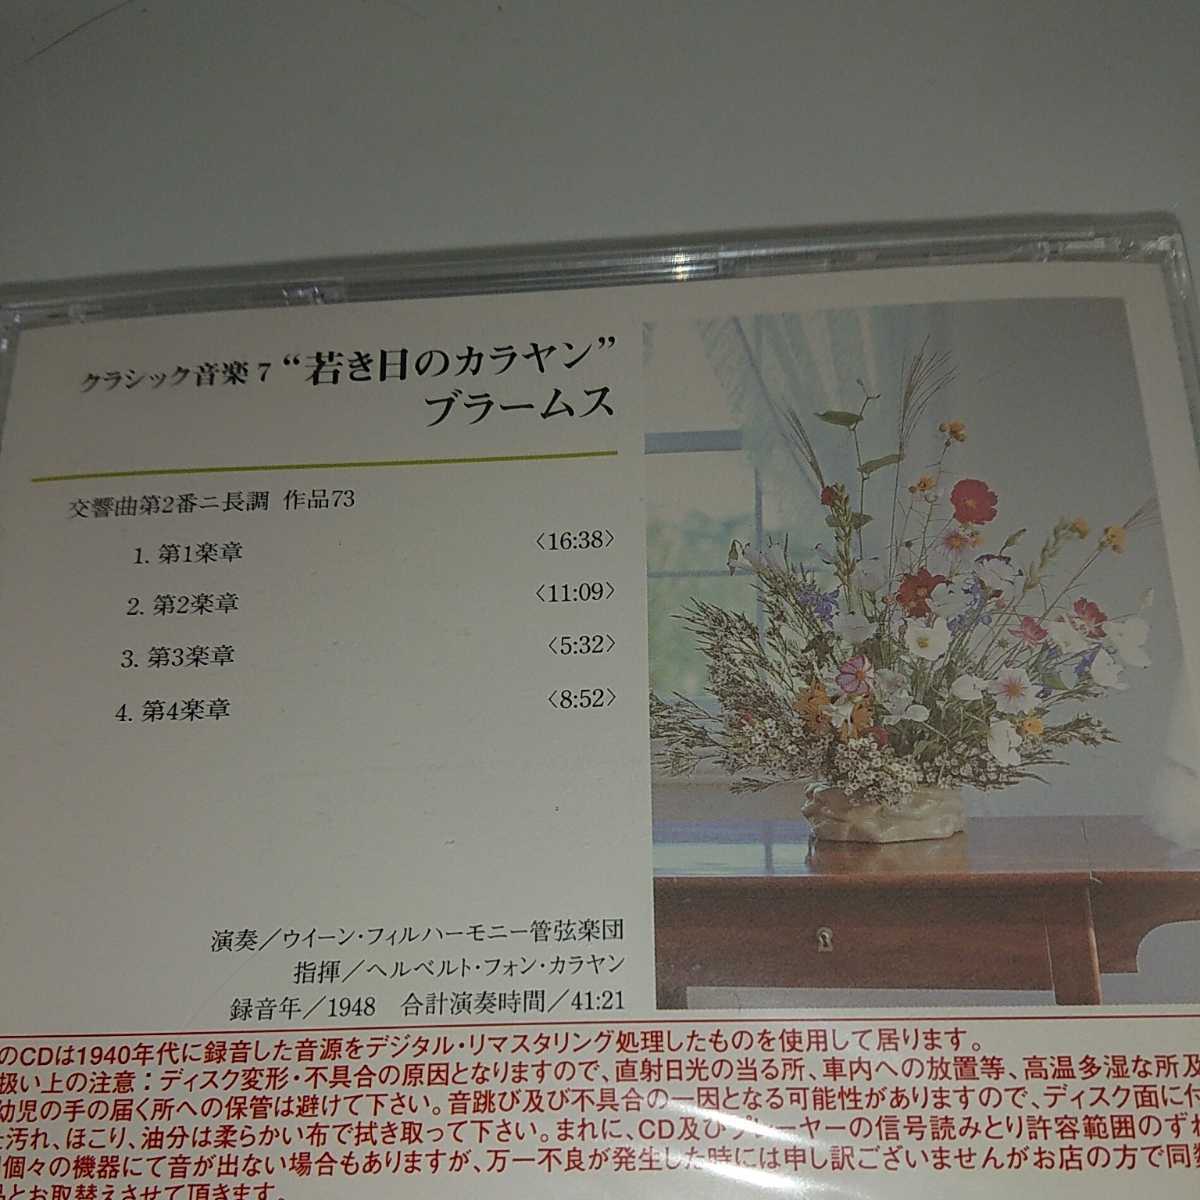 クラシック音楽 7 “若き日のカラヤン”
ブラームス
交響曲第2番ニ長調 作品73
1. 第1楽章 〈16:38〉
2. 第2楽章 〈11:09〉
3. 第3楽章 〈5:32〉
4. 第4楽章 〈8:52〉
演奏／ウイーン・フィルハーモニー管弦楽団
指揮／ヘルベルト・フォン・カラヤン
録音年／1948 合計演奏時間／41:21
のCDは1940年代に録音した音源をデジタル・リマスタリング処理したものを使用して居ります。
扱い上の注意：ディスク変形・不具合の原因となりますので、直射日光の当る所、車内への放置等、高温多湿な所及
幼児の手の届く所への保管は避けて下さい。音跳び及び不具合の一因となる可能性がありますので、ディスク面に付
汚れ、ほこり、油分は柔らかい布で拭き取って下さい。まれに、CD及びプレーヤーの信号読みとり許容範囲のずれ
個々の機器にて音が出ない場合もありますが、万一不良が発生した時には申し訳ございませんがお店の方で同
品とお取替えさせて頂きます。